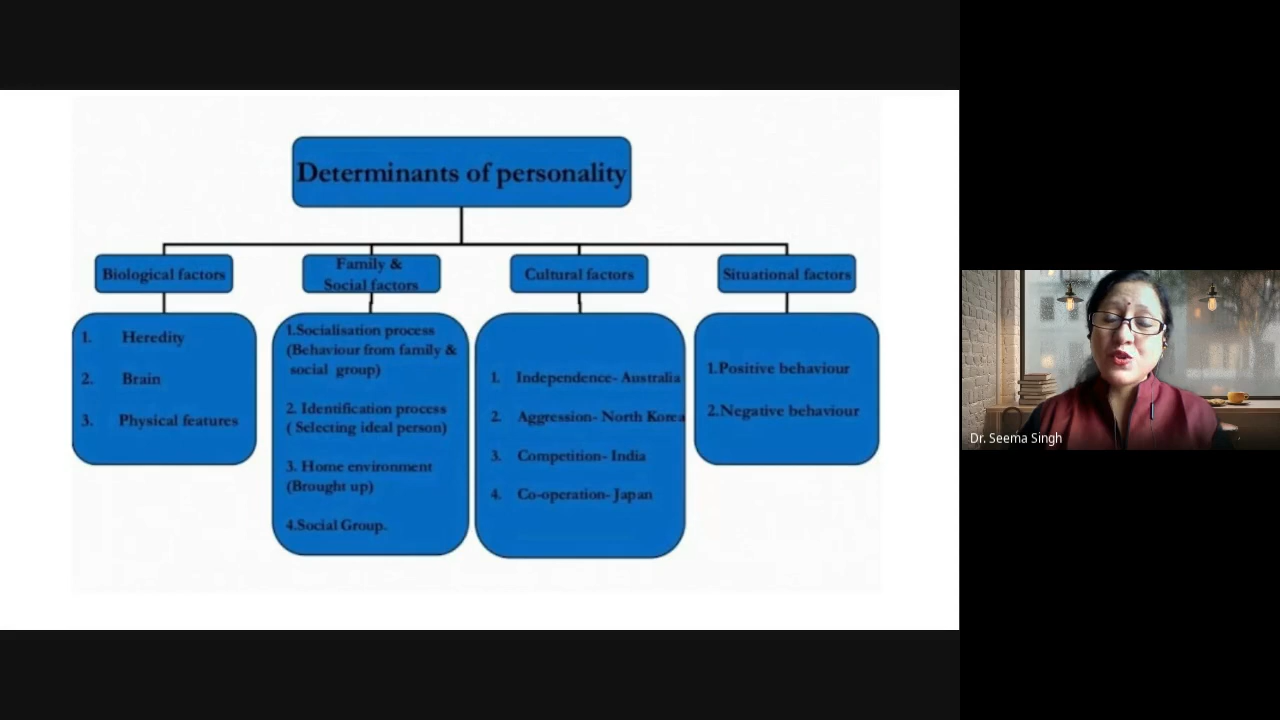 Determinants of personality
Biological factors
Family &
Social factors
Cultural factors
Situational factors
1. Heredity
2. Brain
3. Physical features
1.Socialisation process
(Behaviour from family &
social group)
2. Identification process
( Selecting ideal person)
3. Home environment
(Brought up)
4.Social Group.
1. Independence- Australia
2. Aggression- North Korea
3. Competition- India
4. Co-operation- Japan
1.Positive behaviour
2.Negative behaviour
Dr. Seema Singh